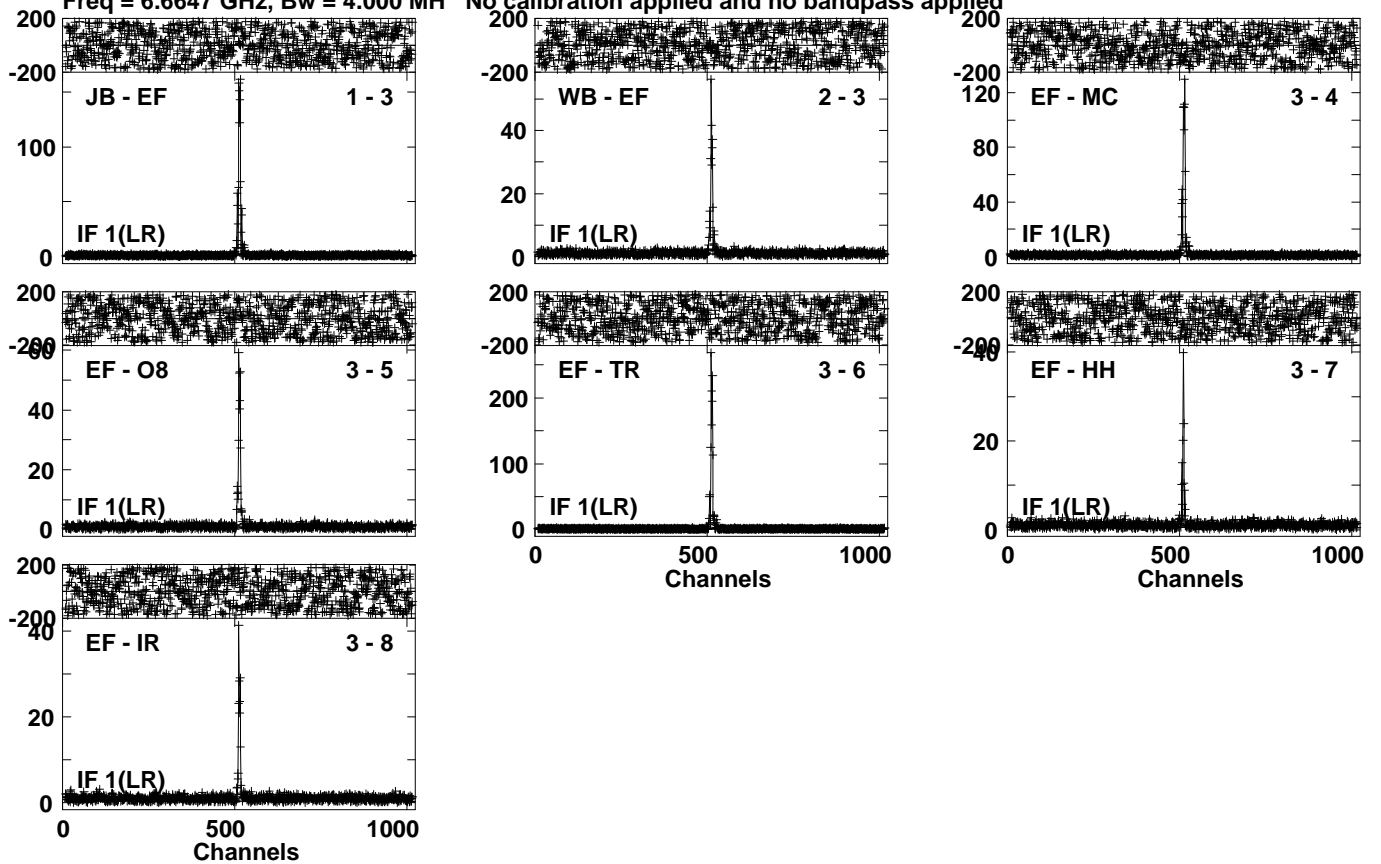 Freq = 6.6647 GHz, Bw = 4.000 MH No calibration applied and no bandpass applied
200 200 200
-200 -200 -200
JB - EF 1 - 3 WB - EF 2 - 3 EF - MC 3 - 4
120
100 40 80
20 40
IF 1(LR) IF 1(LR) IF 1(LR)
0 0 0
200 200 200
-200 -200 -200
60 40
EF - O8 3 - 5 EF - TR 3 - 6 EF - HH 3 - 7
40 200
20 100 20
IF 1(LR) IF 1(LR) IF 1(LR)
0 0 0
0 500 1000 0 500 1000
Channels Channels
200
-200
40
EF - IR 3 - 8
20
IF 1(LR)
0
0 500 1000
Channels